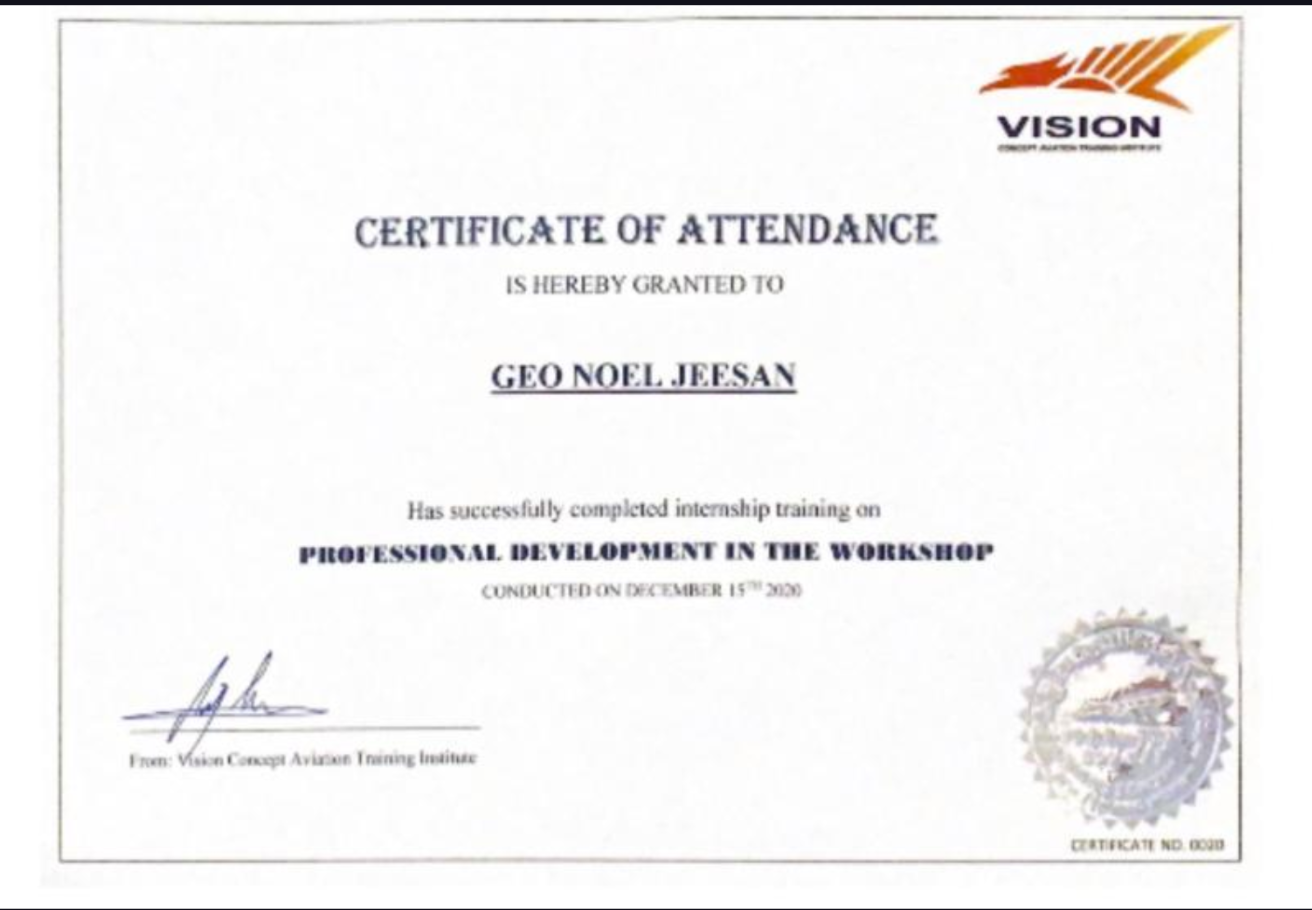 VISION
CONCEPT AVIATION TRAINING INSTITUTE
CERTIFICATE OF ATTENDANCE
IS HEREBY GRANTED TO
GEO NOEL JEESAN
Has successfully completed internship training on
PROFESSIONAL DEVELOPMENT IN THE WORKSHOP
CONDUCTED ON DECEMBER 15TH 2020
From: Vision Concept Aviation Training Institute
CERTIFICATE NO. 0020